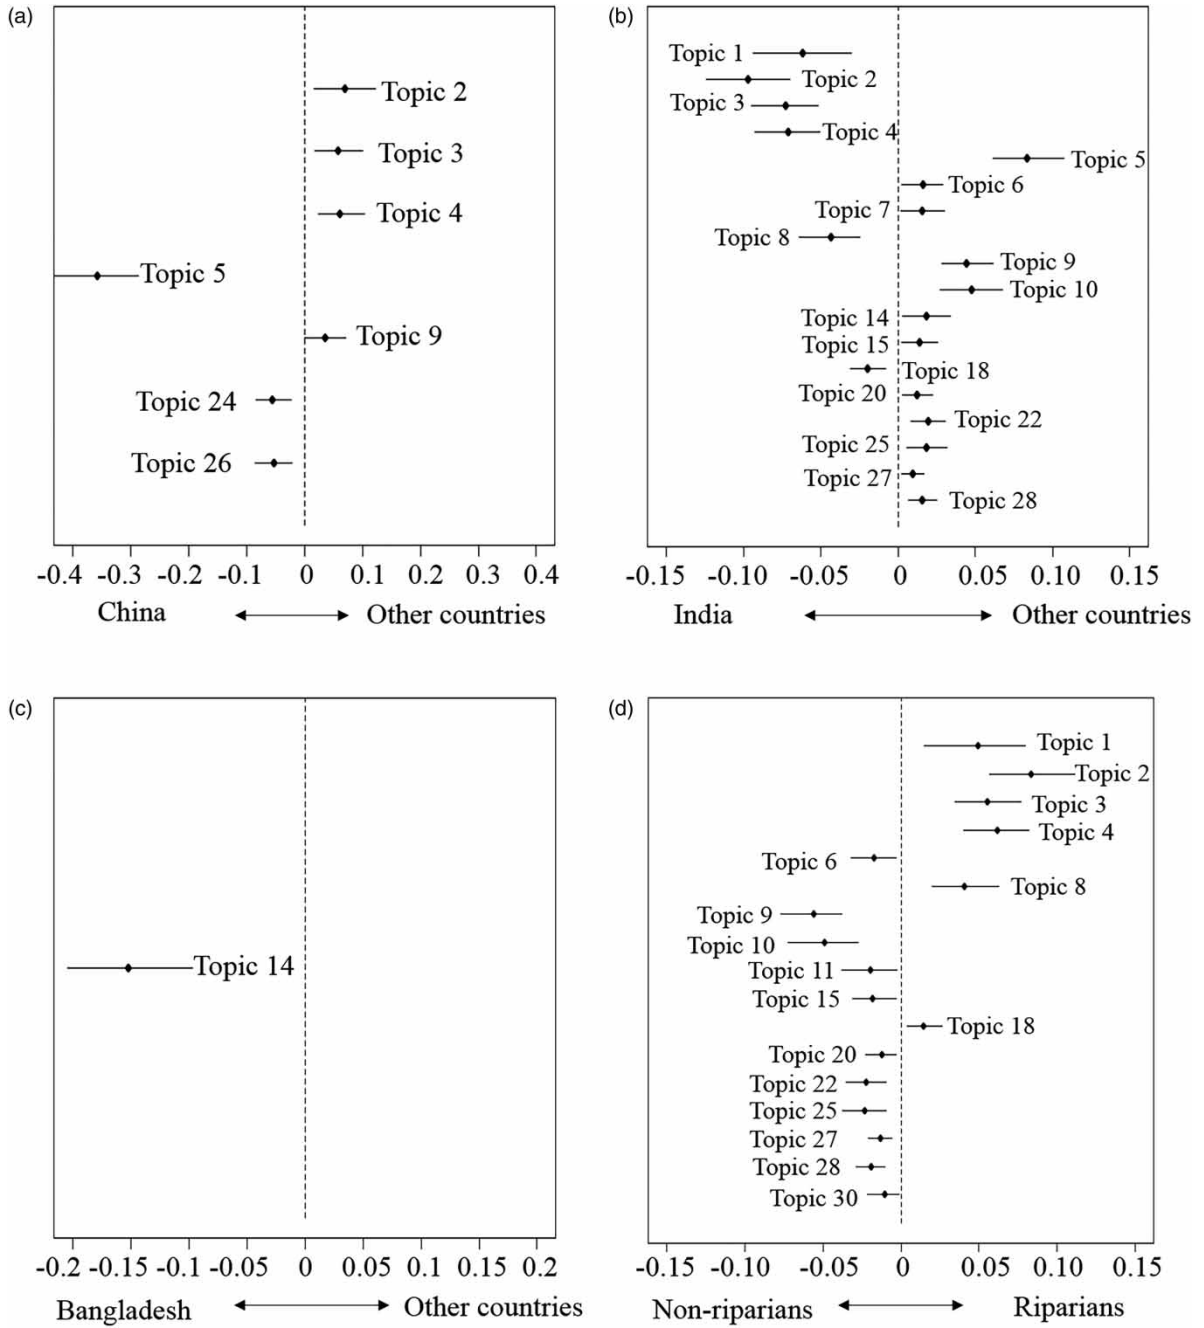 (a)
Topic 2
Topic 3
Topic 4
Topic 5
Topic 9
Topic 24
Topic 26
-0.4 -0.3 -0.2 -0.1 0 0.1 0.2 0.3 0.4
China Other countries
(b)
Topic 1
Topic 2
Topic 3
Topic 4
Topic 5
Topic 6
Topic 7
Topic 8
Topic 9
Topic 10
Topic 14
Topic 15
Topic 18
Topic 20
Topic 22
Topic 25
Topic 27
Topic 28
-0.15 -0.10 -0.05 0 0.05 0.10 0.15
India Other countries
(c)
Topic 14
-0.2 -0.15 -0.1 -0.05 0 0.05 0.1 0.15 0.2
Bangladesh Other countries
(d)
Topic 1
Topic 2
Topic 3
Topic 4
Topic 6
Topic 8
Topic 9
Topic 10
Topic 11
Topic 15
Topic 18
Topic 20
Topic 22
Topic 25
Topic 27
Topic 28
Topic 30
-0.15 -0.10 -0.05 0 0.05 0.10 0.15
Non-riparians Riparians